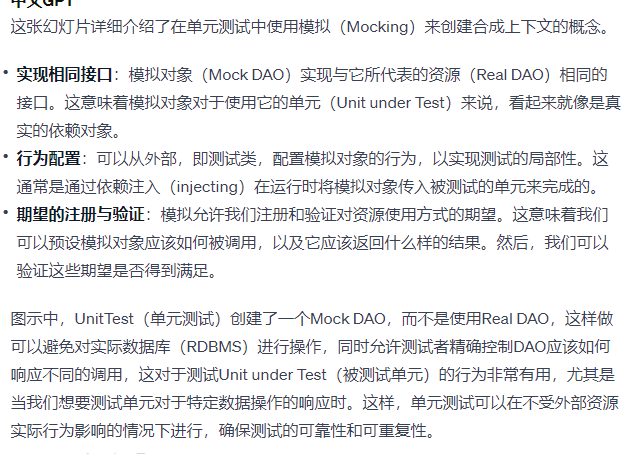 中文GPT
这张幻灯片详细介绍了在单元测试中使用模拟（Mocking）来创建合成上下文的概念。
• 实现相同接口：模拟对象（Mock DAO）实现与它所代表的资源（Real DAO）相同的
接口。这意味着模拟对象对于使用它的单元（Unit under Test）来说，看起来就像是真
实的依赖对象。
• 行为配置：可以从外部，即测试类，配置模拟对象的行为，以实现测试的局部性。这
通常是通过依赖注入（injecting）在运行时将模拟对象传入被测试的单元来完成的。
• 期望的注册与验证：模拟允许我们注册和验证对资源使用方式的期望。这意味着我们
可以预设模拟对象应该如何被调用，以及它应该返回什么样的结果。然后，我们可以
验证这些期望是否得到满足。
图示中，UnitTest（单元测试）创建了一个Mock DAO，而不是使用Real DAO，这样做
可以避免对实际数据库（RDBMS）进行操作，同时允许测试者精确控制DAO应该如何
响应不同的调用，这对于测试Unit under Test（被测试单元）的行为非常有用，尤其是
当我们想要测试单元对于特定数据操作的响应时。这样，单元测试可以在不受外部资源
实际行为影响的情况下进行，确保测试的可靠性和可重复性。